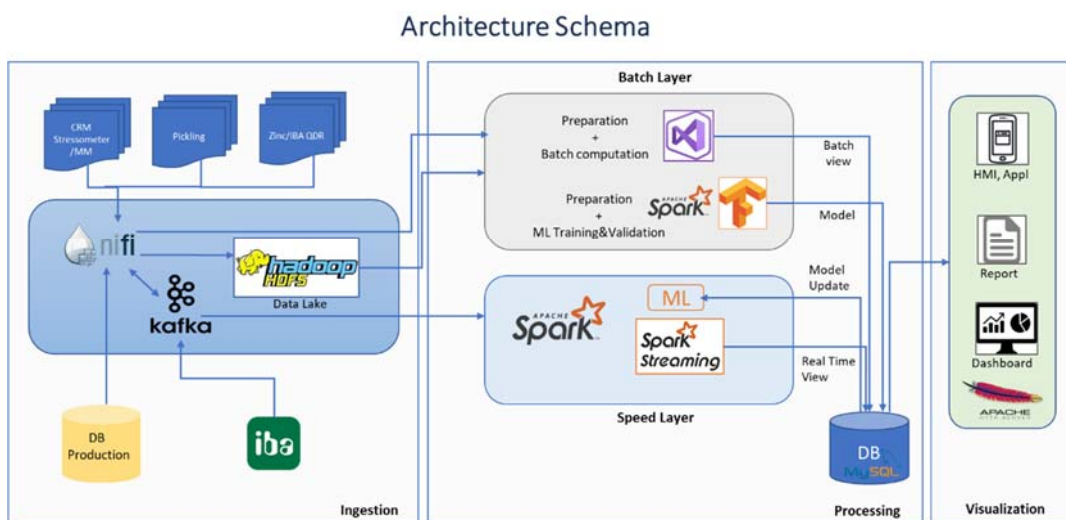 Architecture Schema
CRM
Stressometer
/MM
Pickling
Zinc/IBA QDR
nifi
hadoop
HDFS
Data Lake
kafka
DB
Production
iba
Ingestion
Batch Layer
Preparation
+
Batch computation
Preparation
+
ML Training&Validation
APACHE
Spark
Batch
view
Model
Model
Update
ML
APACHE
Spark
Spark
Streaming
Real Time
View
Speed Layer
DB
MySQL
Processing
HMI, Appl
Report
Dashboard
APACHE
Visualization